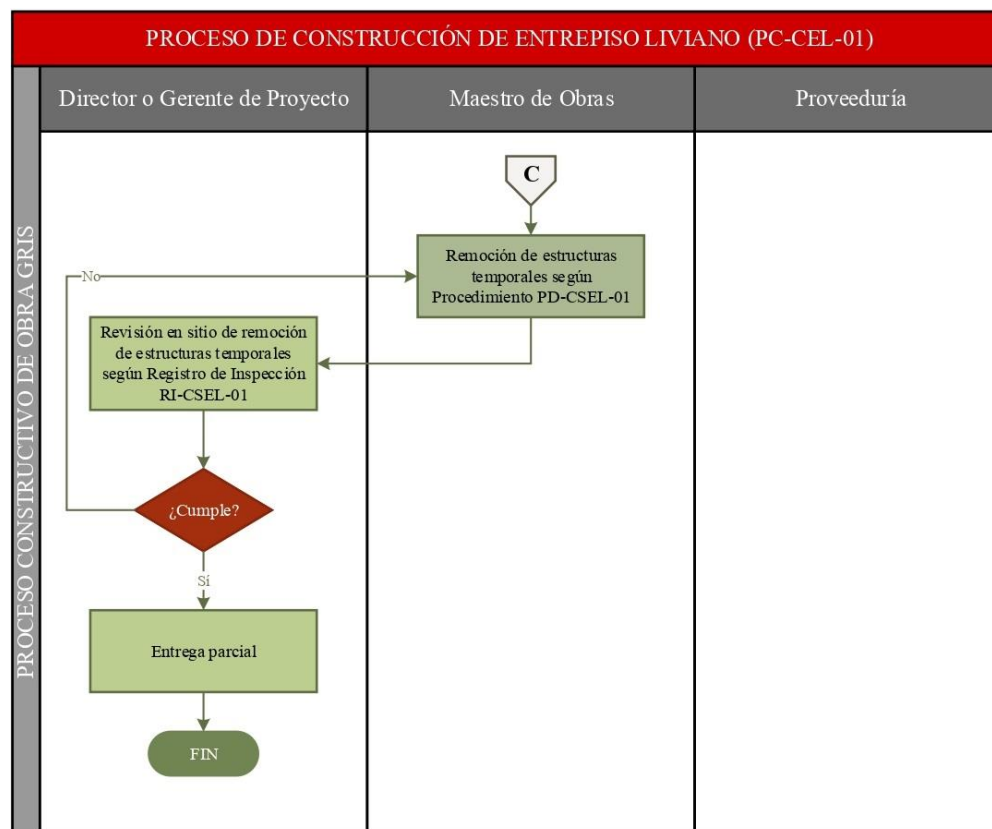 PROCESO DE CONSTRUCCIÓN DE ENTREPISO LIVIANO (PC-CEL-01)
PROCESO CONSTRUCTIVO DE OBRA GRIS
Director o Gerente de Proyecto
Maestro de Obras
Proveeduría
C
Remoción de estructuras
temporales según
Procedimiento PD-CSEL-01
No
Revisión en sitio de remoción
de estructuras temporales
según Registro de Inspección
RI-CSEL-01
¿Cumple?
Sí
Entrega parcial
FIN